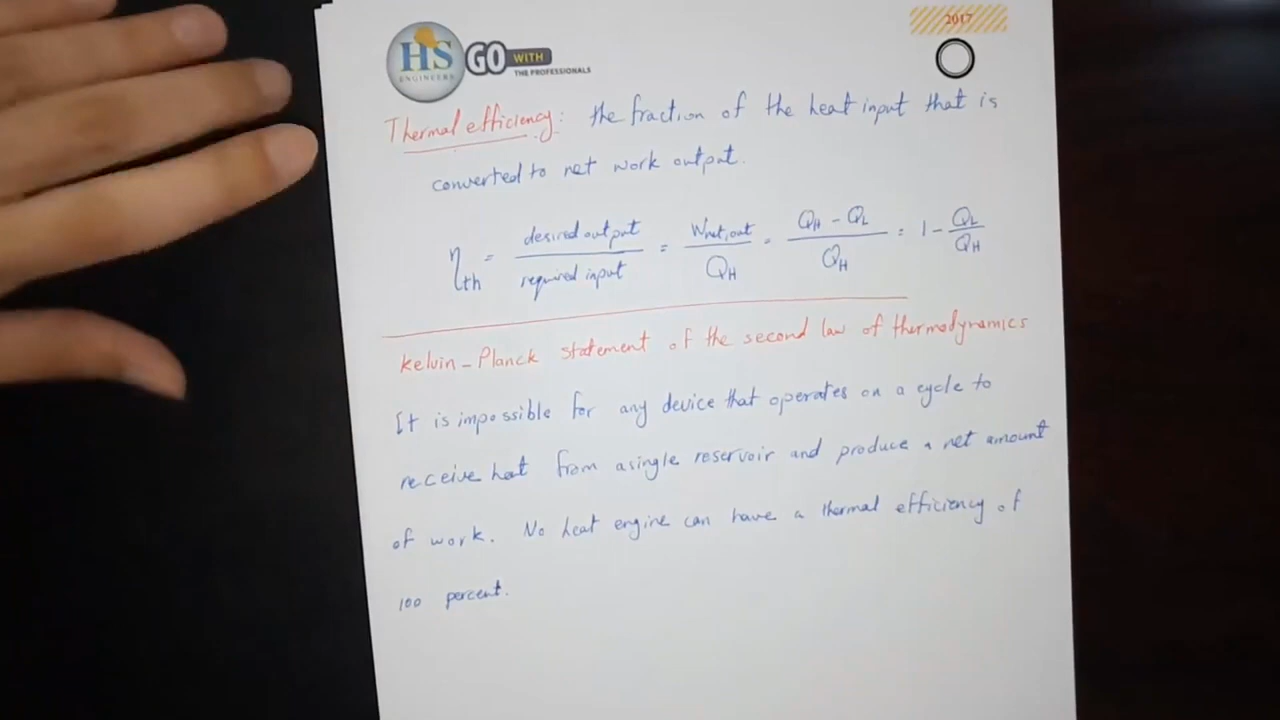 2017
HS GO WITH
ENGINEERS THE PROFESSIONALS
Thermal efficiency: the fraction of the heat input that is
converted to net work output.
ηth = desired output / required input = Wnet,out / QH = QH - QL / QH = 1 - QL / QH
Kelvin-Planck statement of the second law of thermodynamics
It is impossible for any device that operates on a cycle to
receive heat from a single reservoir and produce a net amount
of work. No heat engine can have a thermal efficiency of
100 percent.